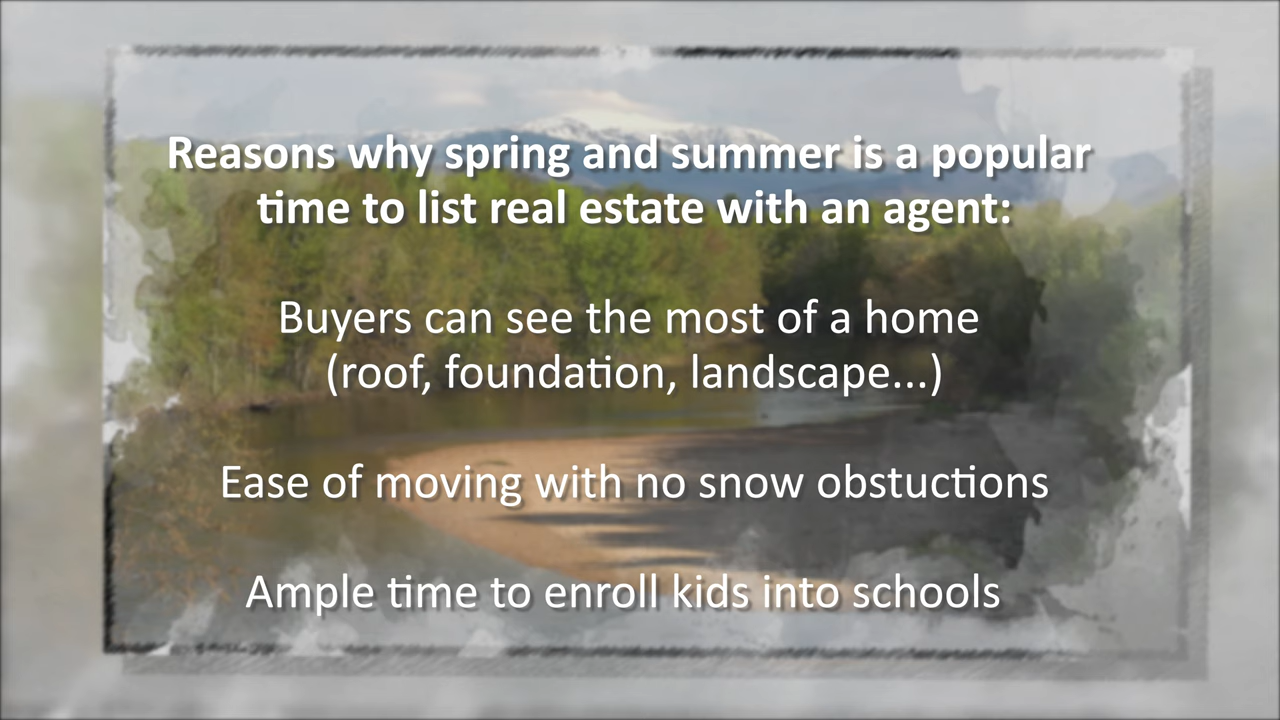 Reasons why spring and summer is a popular
time to list real estate with an agent:
Buyers can see the most of a home
(roof, foundation, landscape...)
Ease of moving with no snow obstuctions
Ample time to enroll kids into schools